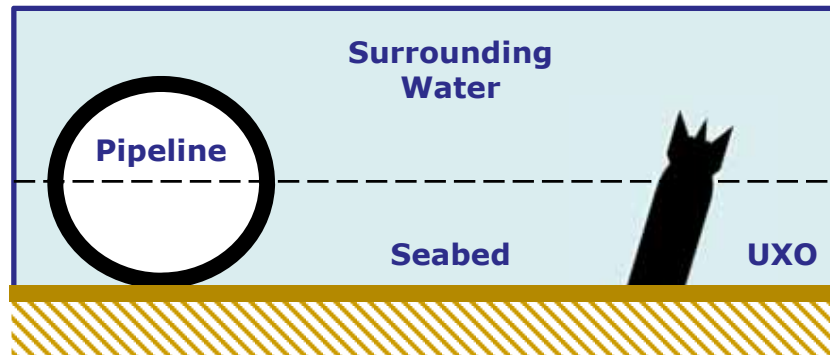 Surrounding
Water
Pipeline
Seabed
UXO